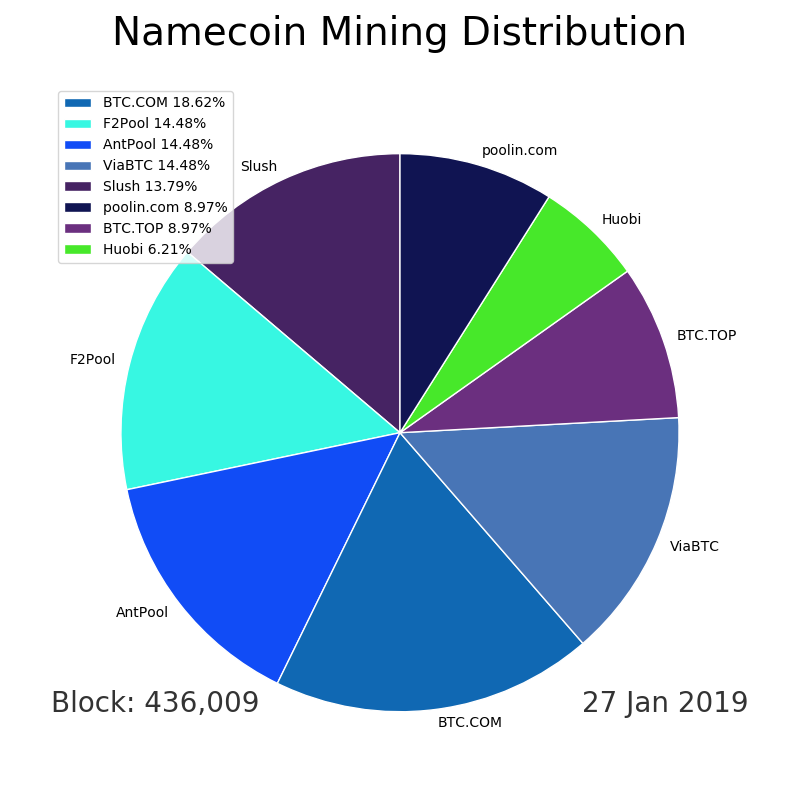 Namecoin Mining Distribution
BTC.COM 18.62%
F2Pool 14.48%
AntPool 14.48%
ViaBTC 14.48%
Slush 13.79%
poolin.com 8.97%
BTC.TOP 8.97%
Huobi 6.21%
poolin.com
Slush
Huobi
BTC.TOP
F2Pool
ViaBTC
AntPool
Block: 436,009
27 Jan 2019
BTC.COM